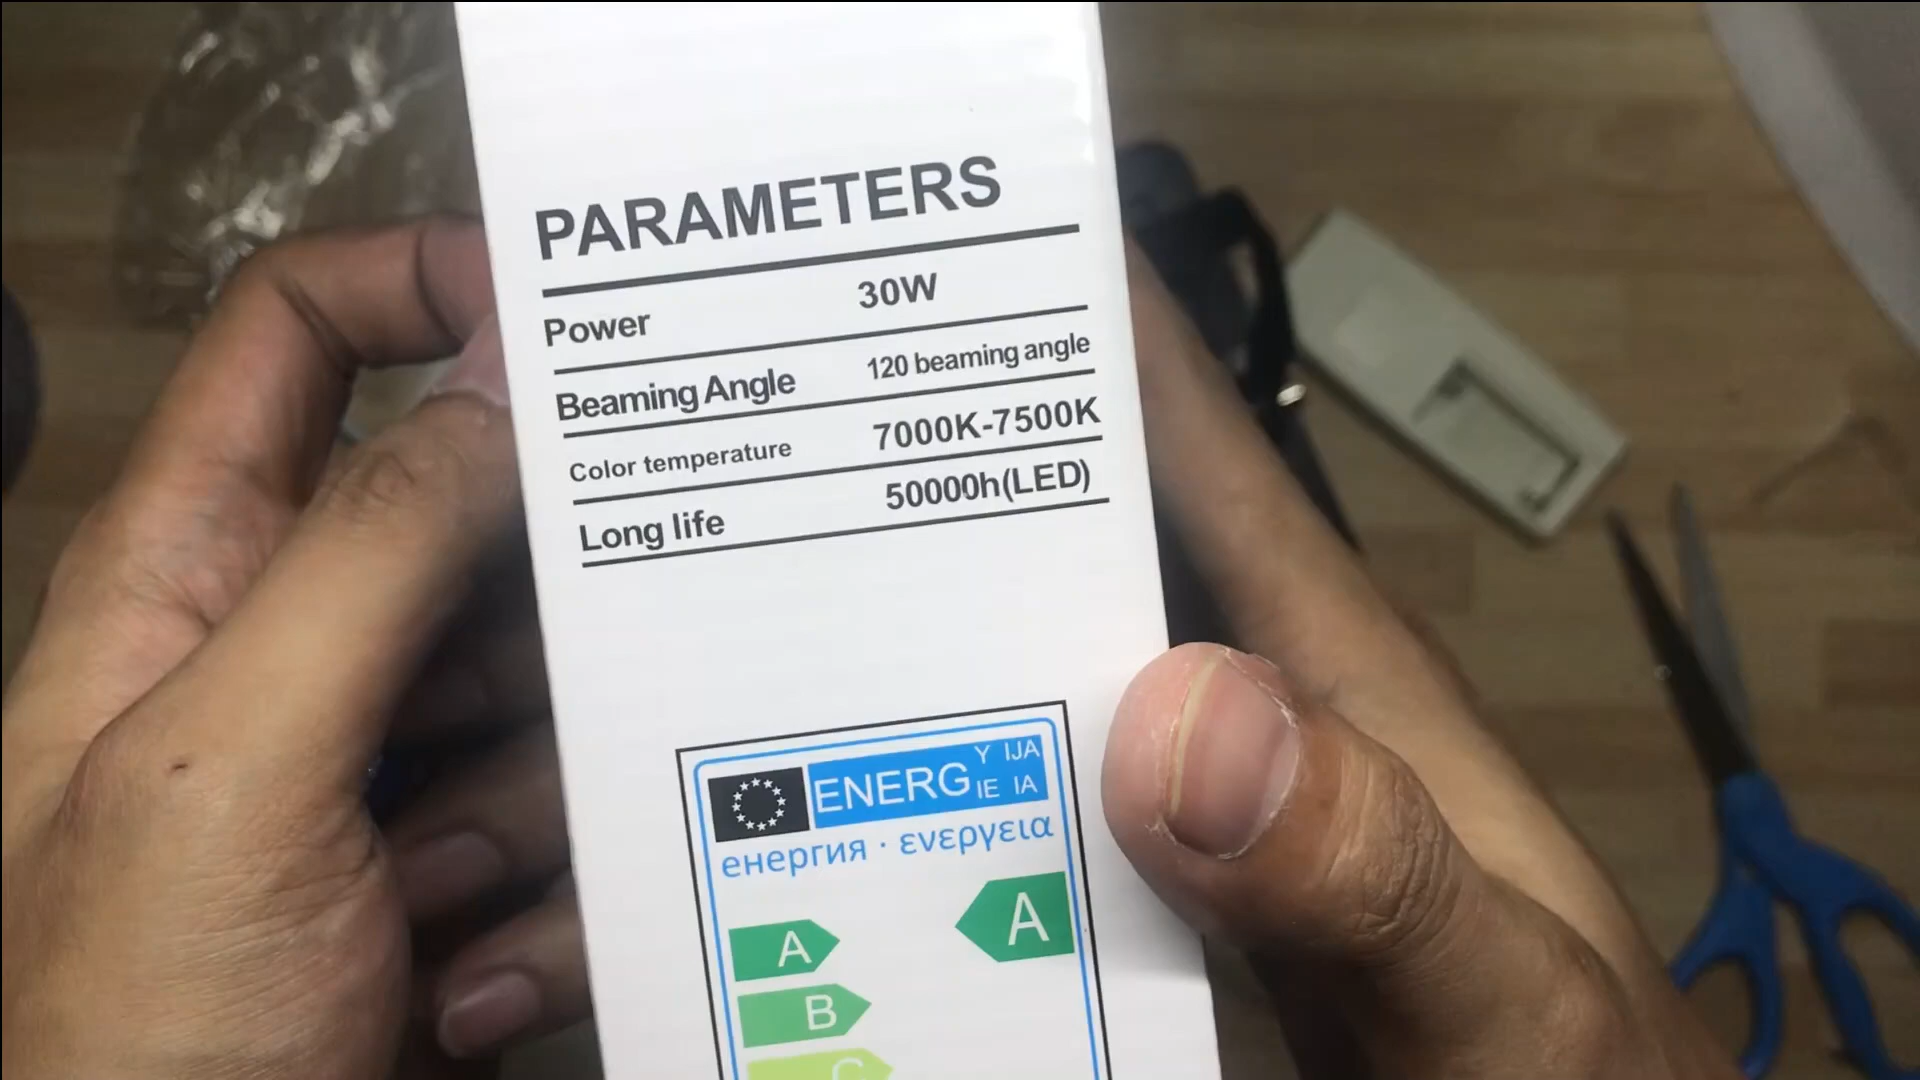 PARAMETERS
Power 30W
Beaming Angle 120 beaming angle
Color temperature 7000K-7500K
Long life 50000h(LED)
ENERG Y IJA
IE IA
енергия · ενεργεια
A
A
B
C